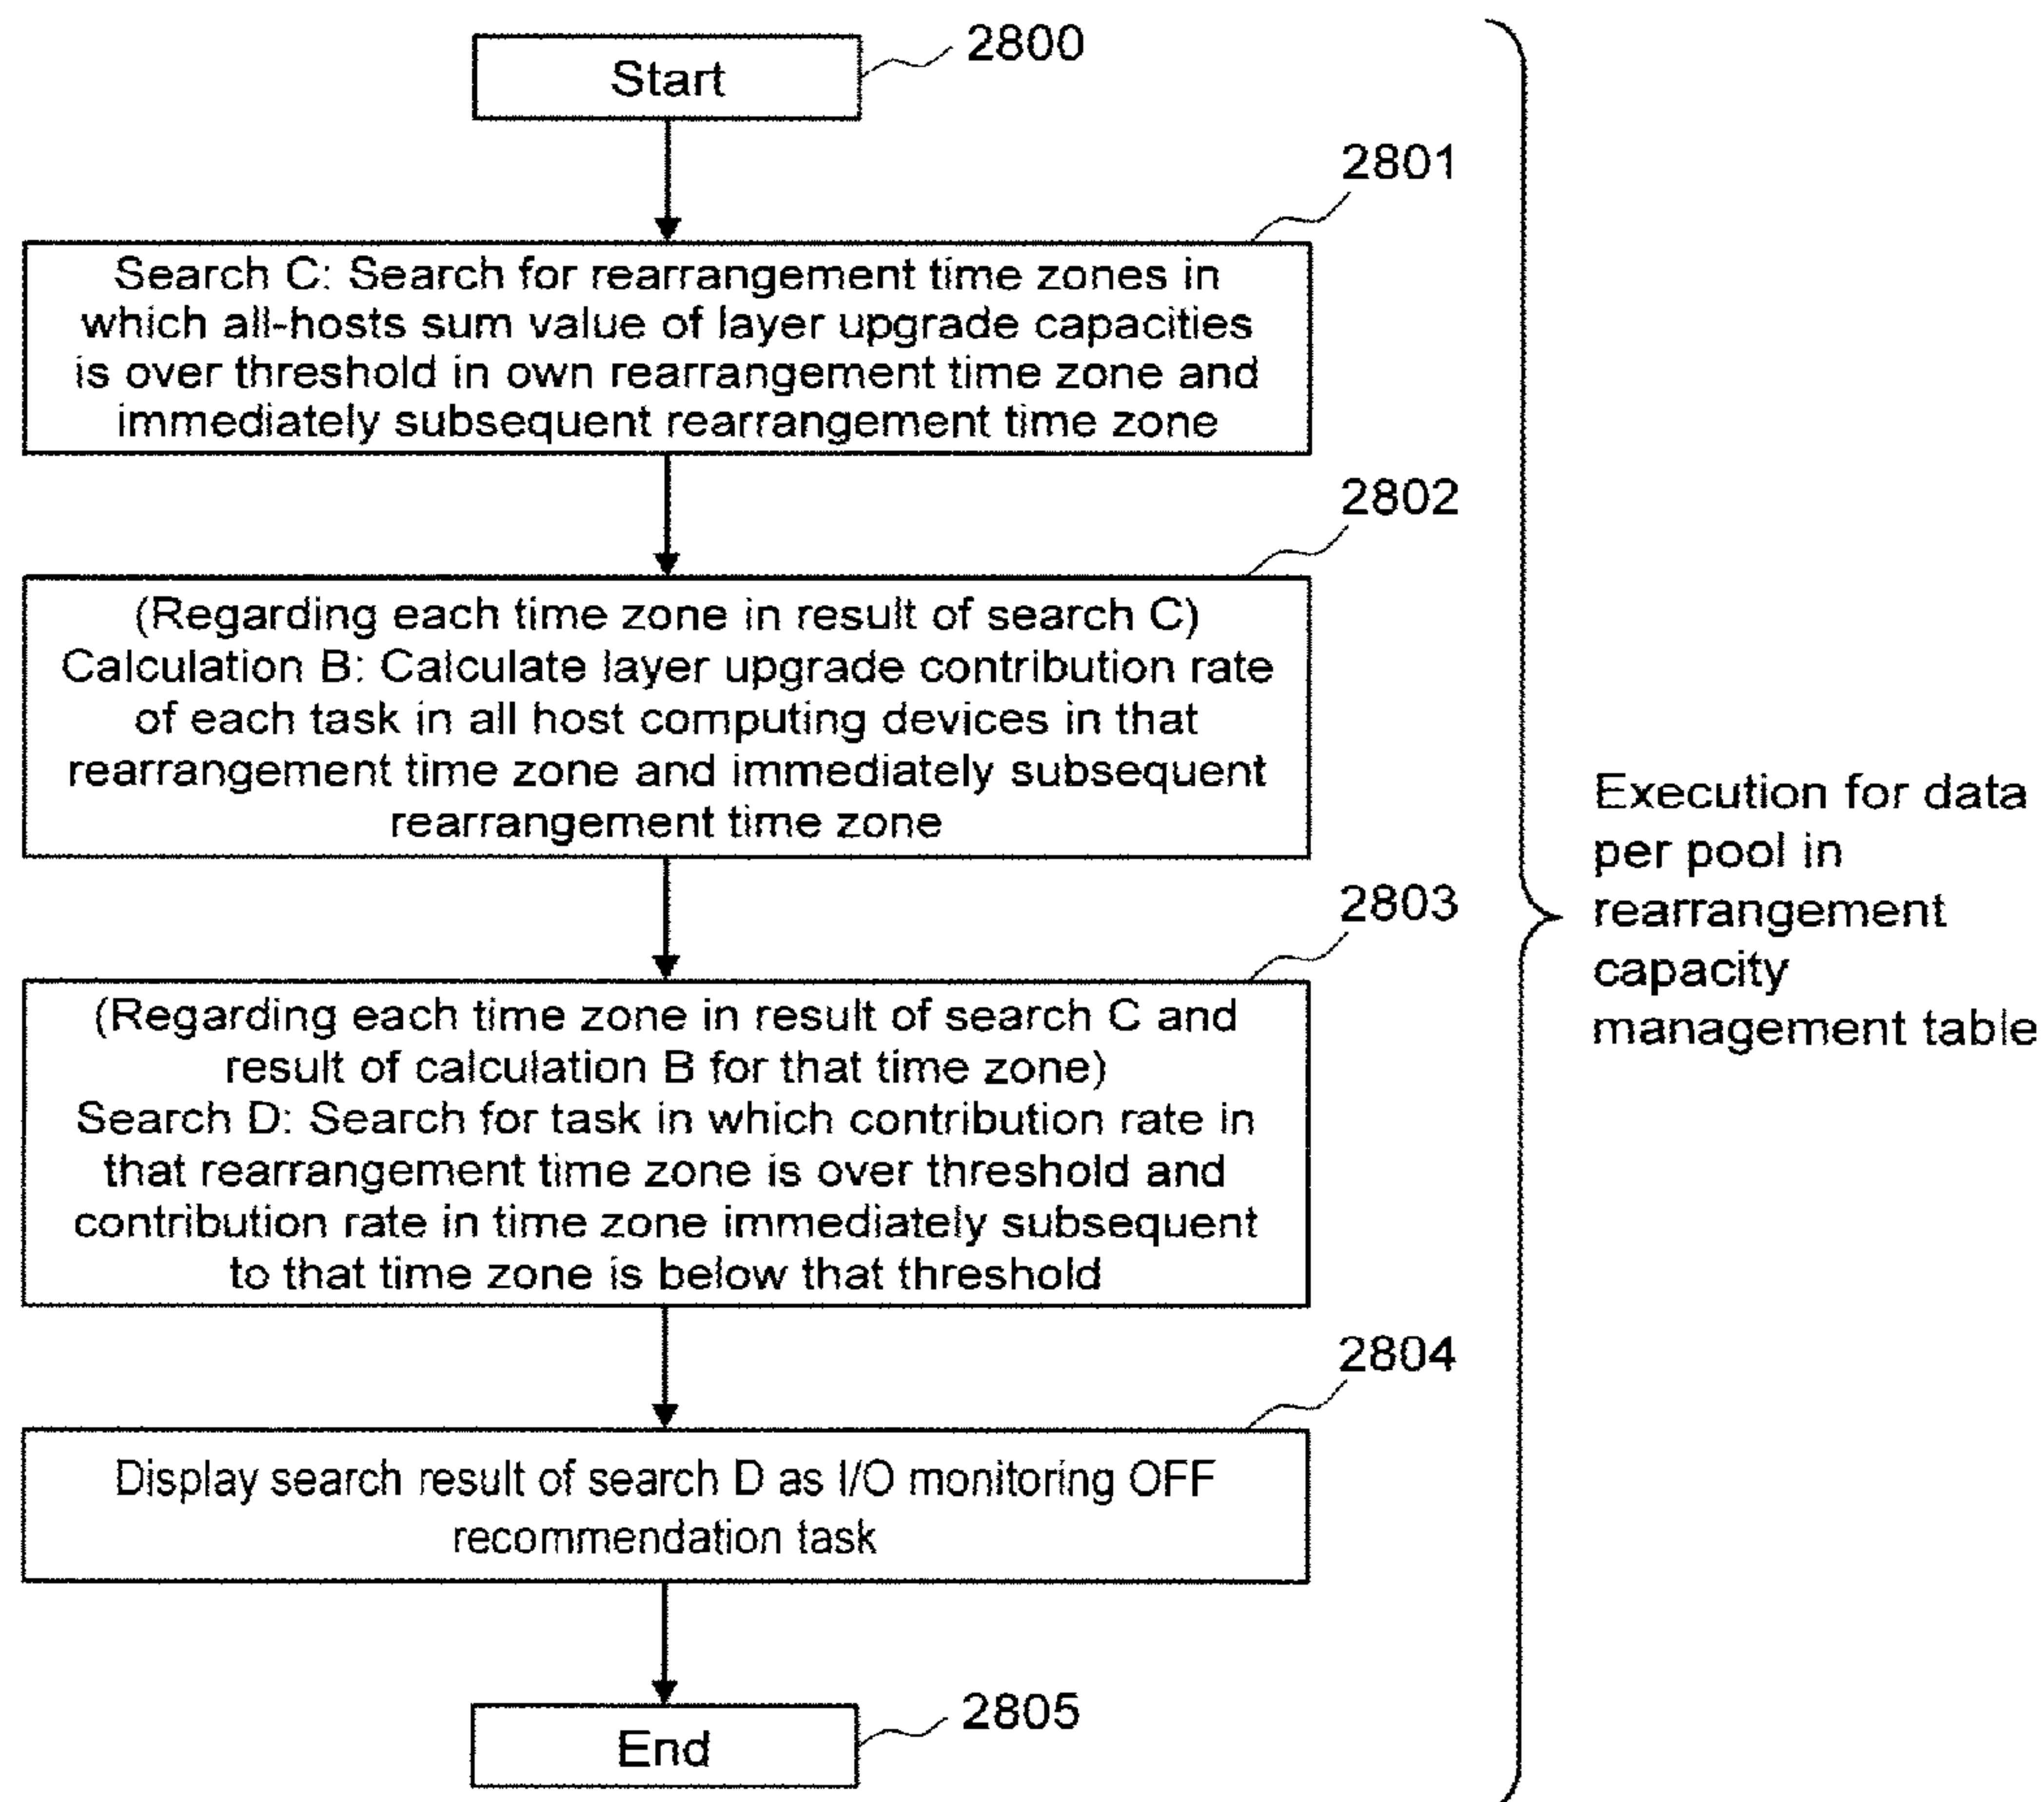 2800
Start
2801
Search C: Search for rearrangement time zones in
which all-hosts sum value of layer upgrade capacities
is over threshold in own rearrangement time zone and
immediately subsequent rearrangement time zone
2802
(Regarding each time zone in result of search C)
Calculation B: Calculate layer upgrade contribution rate
of each task in all host computing devices in that
rearrangement time zone and immediately subsequent
rearrangement time zone
2803
(Regarding each time zone in result of search C and
result of calculation B for that time zone)
Search D: Search for task in which contribution rate in
that rearrangement time zone is over threshold and
contribution rate in time zone immediately subsequent
to that time zone is below that threshold
2804
Display search result of search D as I/O monitoring OFF
recommendation task
2805
End
Execution for data
per pool in
rearrangement
capacity
management table